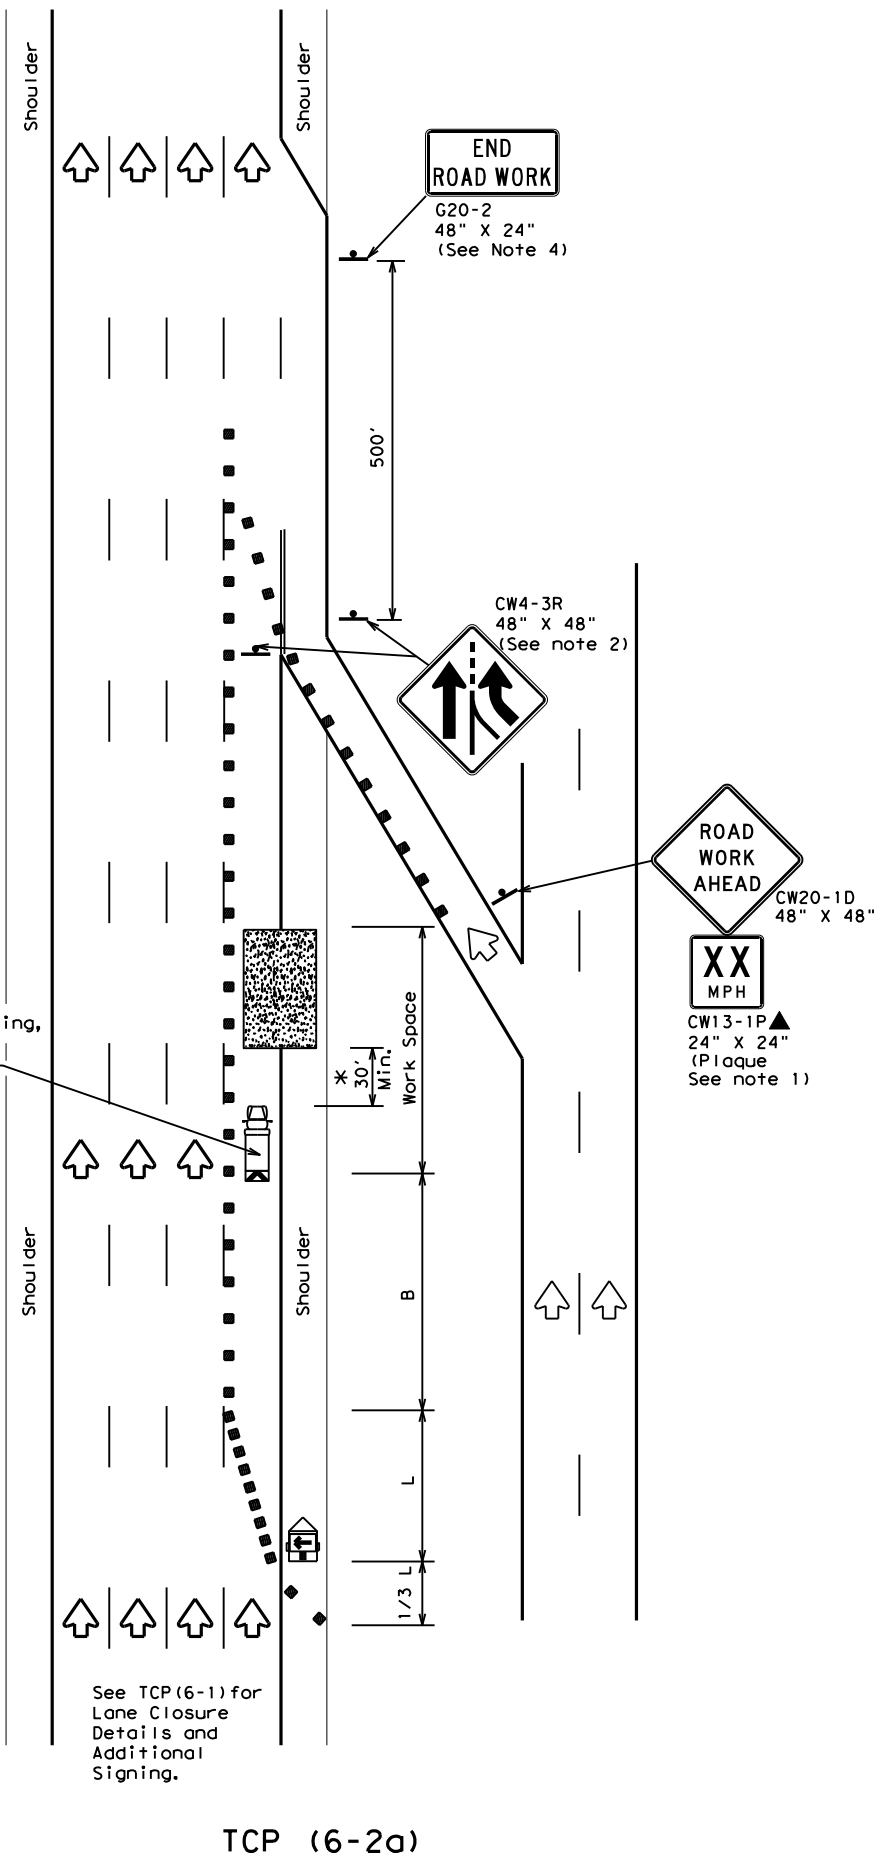 Shoulder
Shoulder
END
ROAD WORK
G20-2
48" X 24"
(See Note 4)
500'
CW4-3R
48" X 48"
(See note 2)
ROAD
WORK
AHEAD
CW20-1D
48" X 48"
XX
MPH
CW13-1P
24" X 24"
(Plaque
See note 1)
ing,
*
30'
Min.
Work Space
Shoulder
Shoulder
B
L
1/3 L
See TCP(6-1)for
Lane Closure
Details and
Additional
Signing.
TCP (6-2a)